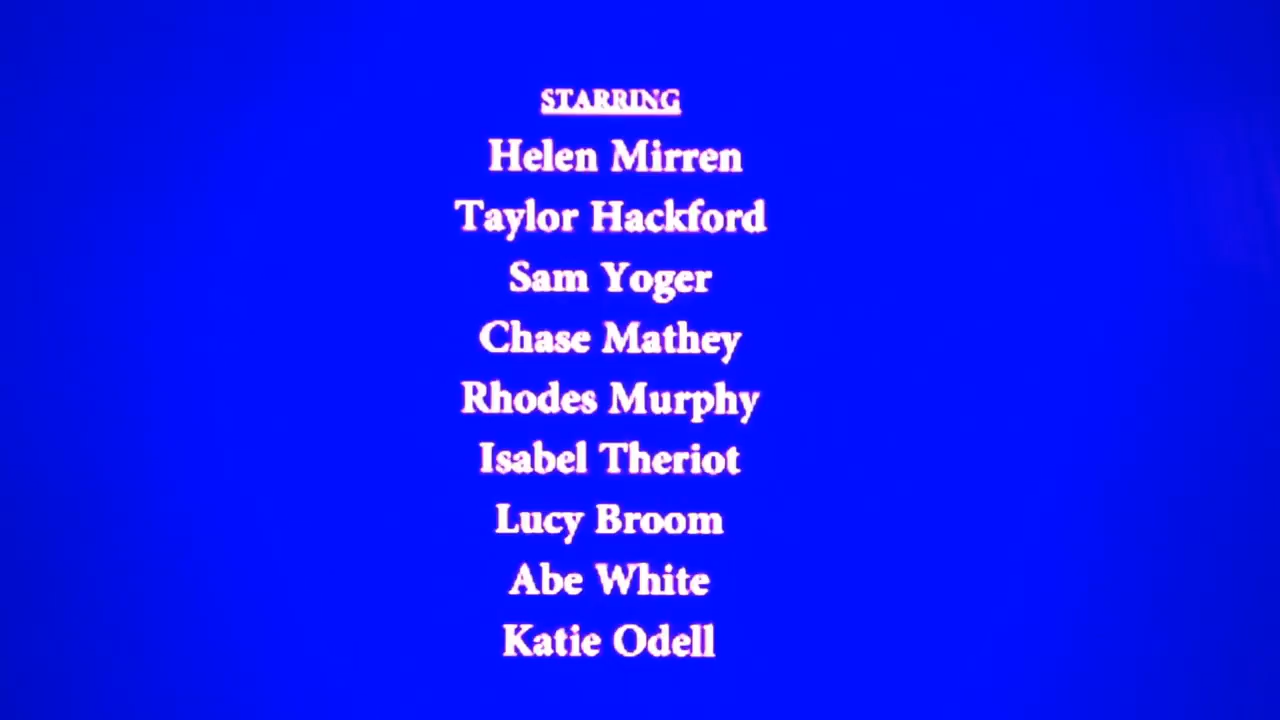 STARRING
Helen Mirren
Taylor Hackford
Sam Yoger
Chase Mathey
Rhodes Murphy
Isabel Theriot
Lucy Broom
Abe White
Katie Odell